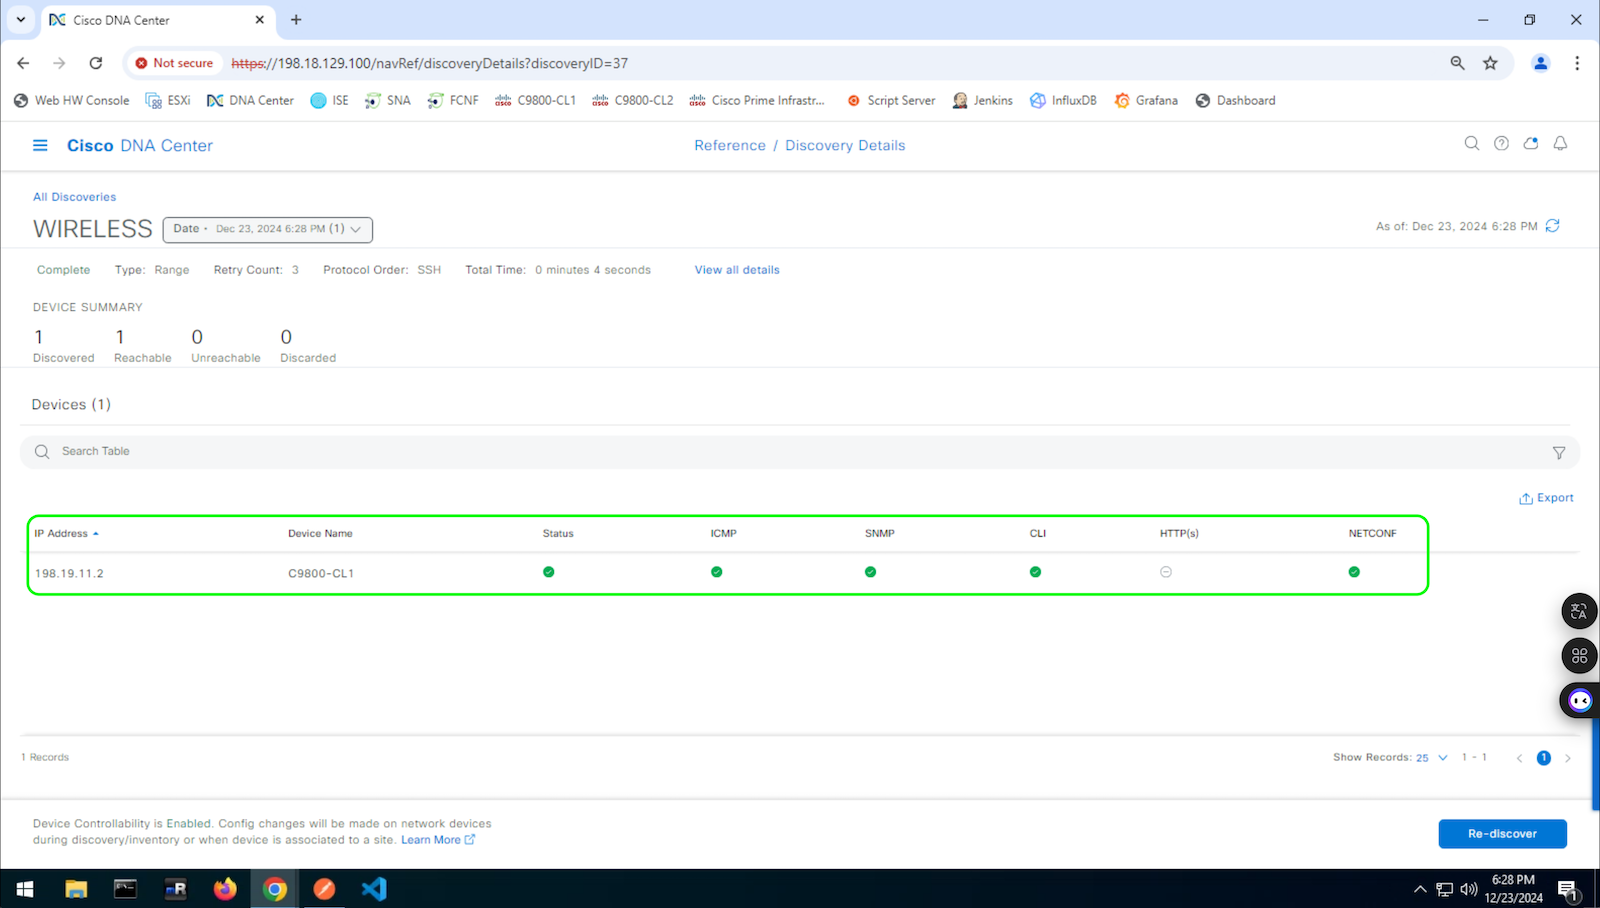 Cisco DNA Center
Not secure https://198.18.129.100/navRef/discoveryDetails?discoveryID=37
Web HW Console ESXi DNA Center ISE SNA FCNF C9800-CL1 C9800-CL2 Cisco Prime Infrastr... Script Server Jenkins InfluxDB Grafana Dashboard
Cisco DNA Center Reference / Discovery Details
All Discoveries
WIRELESS Date • Dec 23, 2024 6:28 PM (1)
As of: Dec 23, 2024 6:28 PM
Complete Type: Range Retry Count: 3 Protocol Order: SSH Total Time: 0 minutes 4 seconds View all details
DEVICE SUMMARY
1 1 0 0
Discovered Reachable Unreachable Discarded
Devices (1)
Search Table
Export
IP Address Device Name Status ICMP SNMP CLI HTTP(s) NETCONF
198.19.11.2 C9800-CL1
1 Records Show Records: 25 1 - 1 1
Device Controllability is Enabled. Config changes will be made on network devices
during discovery/inventory or when device is associated to a site. Learn More
Re-discover
6:28 PM
12/23/2024
1